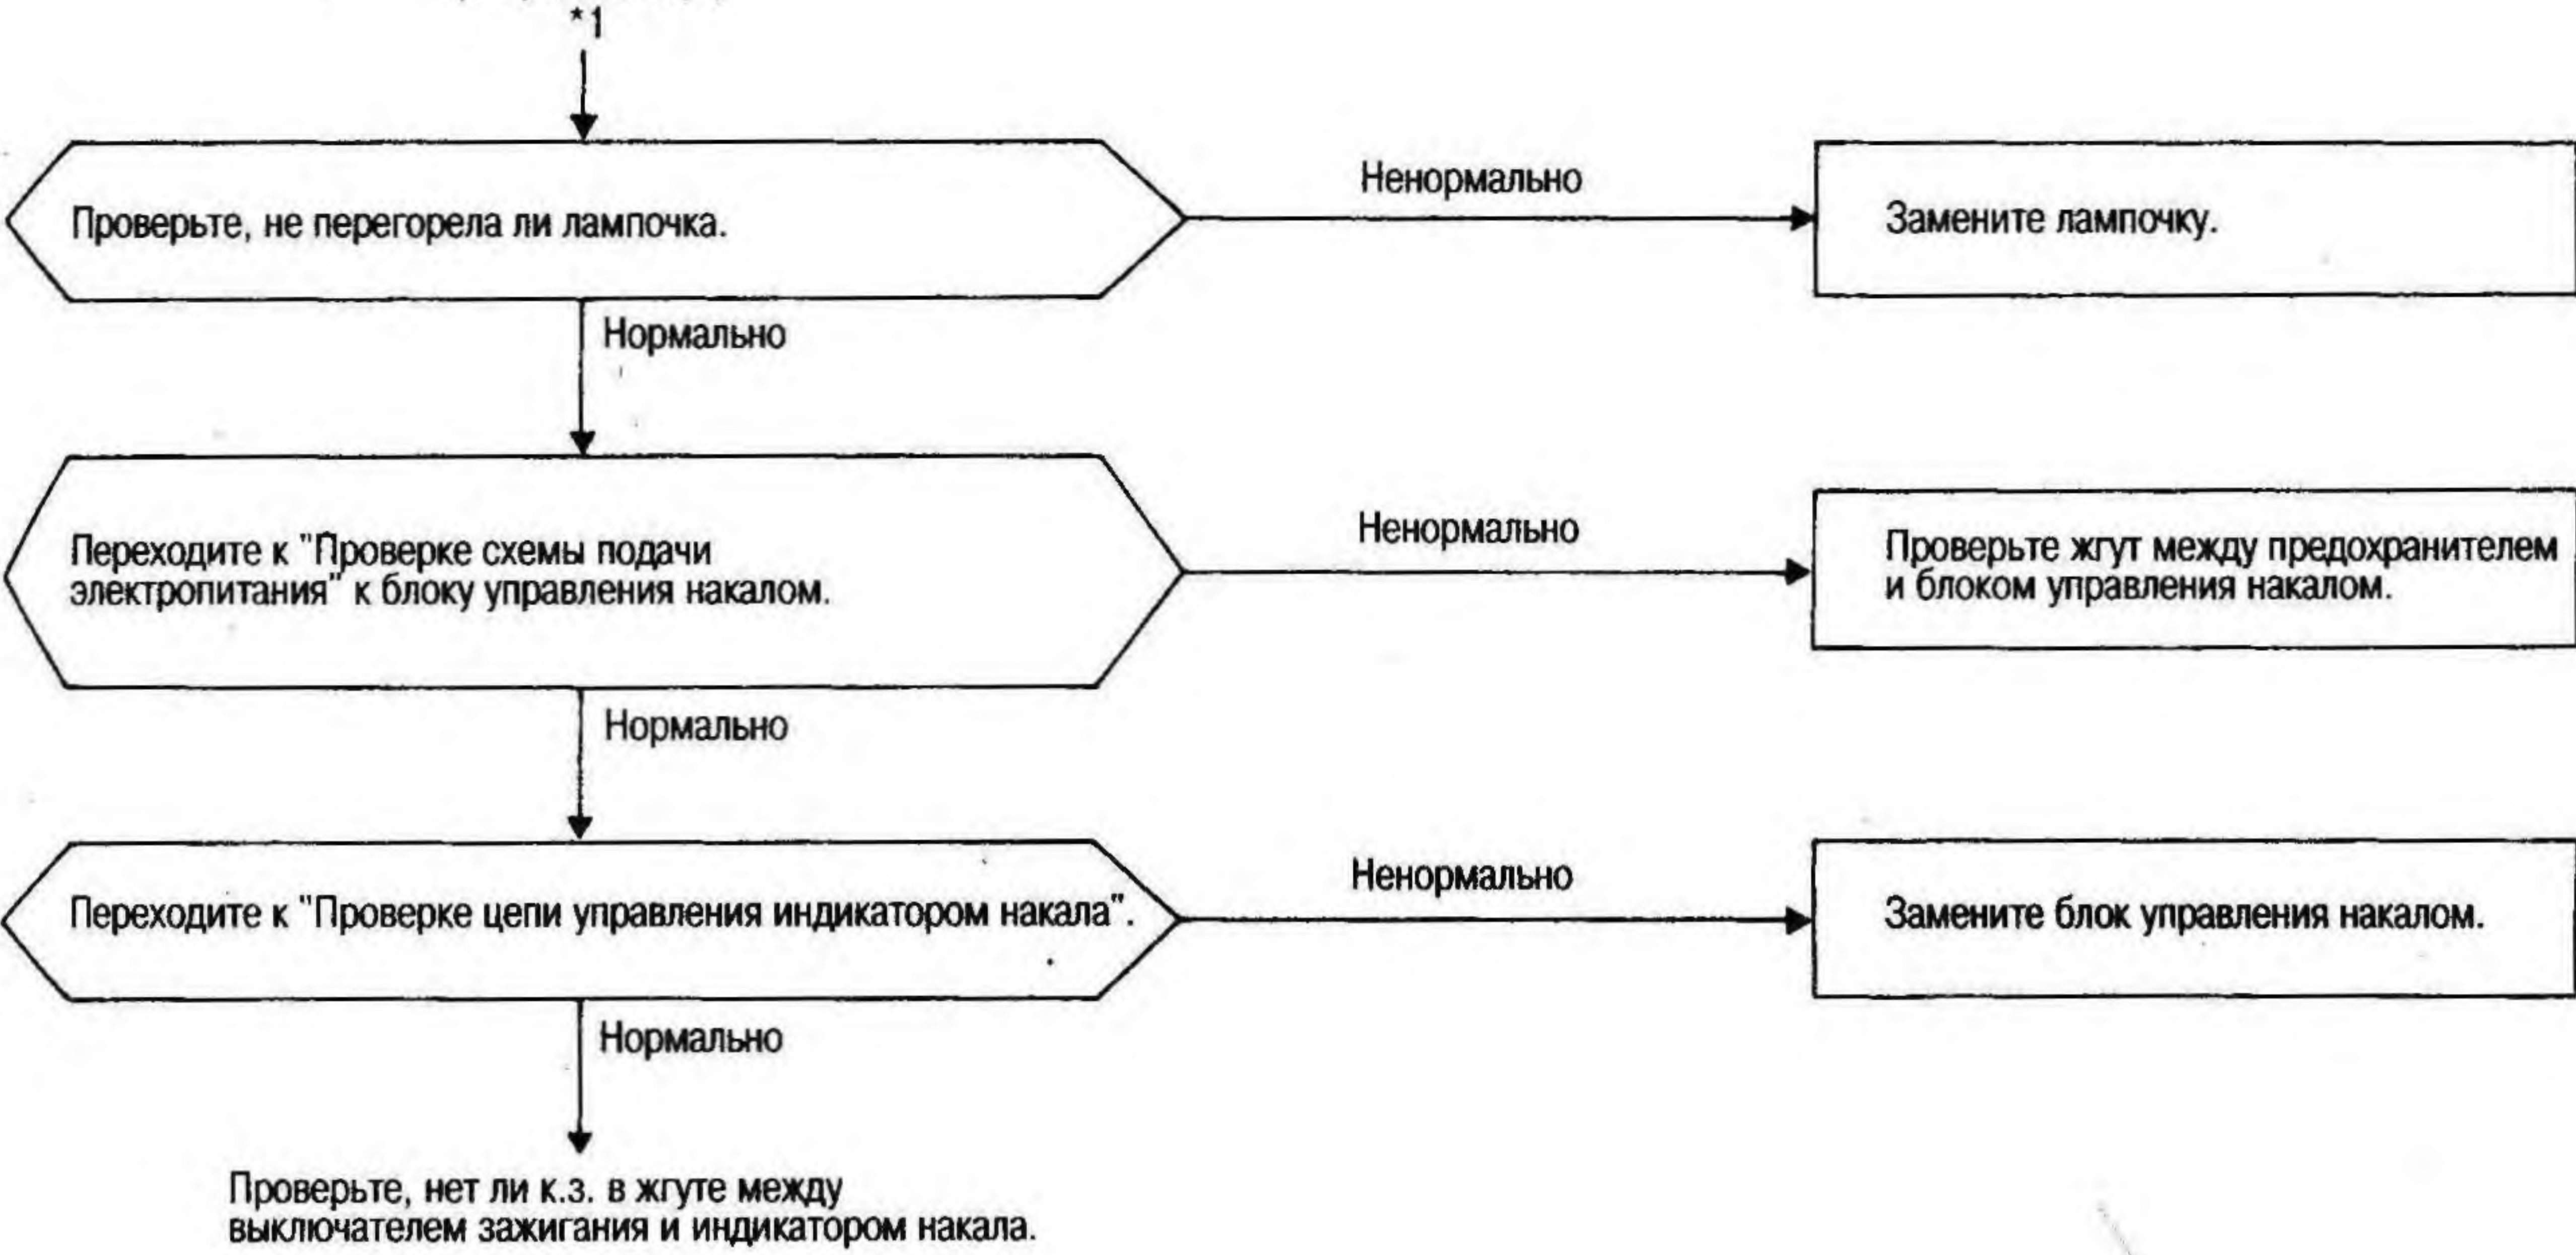 *1
Проверьте, не перегорела ли лампочка.
Ненормально
Замените лампочку.
Нормально
Переходите к "Проверке схемы подачи
электропитания" к блоку управления накалом.
Ненормально
Проверьте жгут между предохранителем
и блоком управления накалом.
Нормально
Переходите к "Проверке цепи управления индикатором накала".
Ненормально
Замените блок управления накалом.
Нормально
Проверьте, нет ли к.з. в жгуте между
выключателем зажигания и индикатором накала.